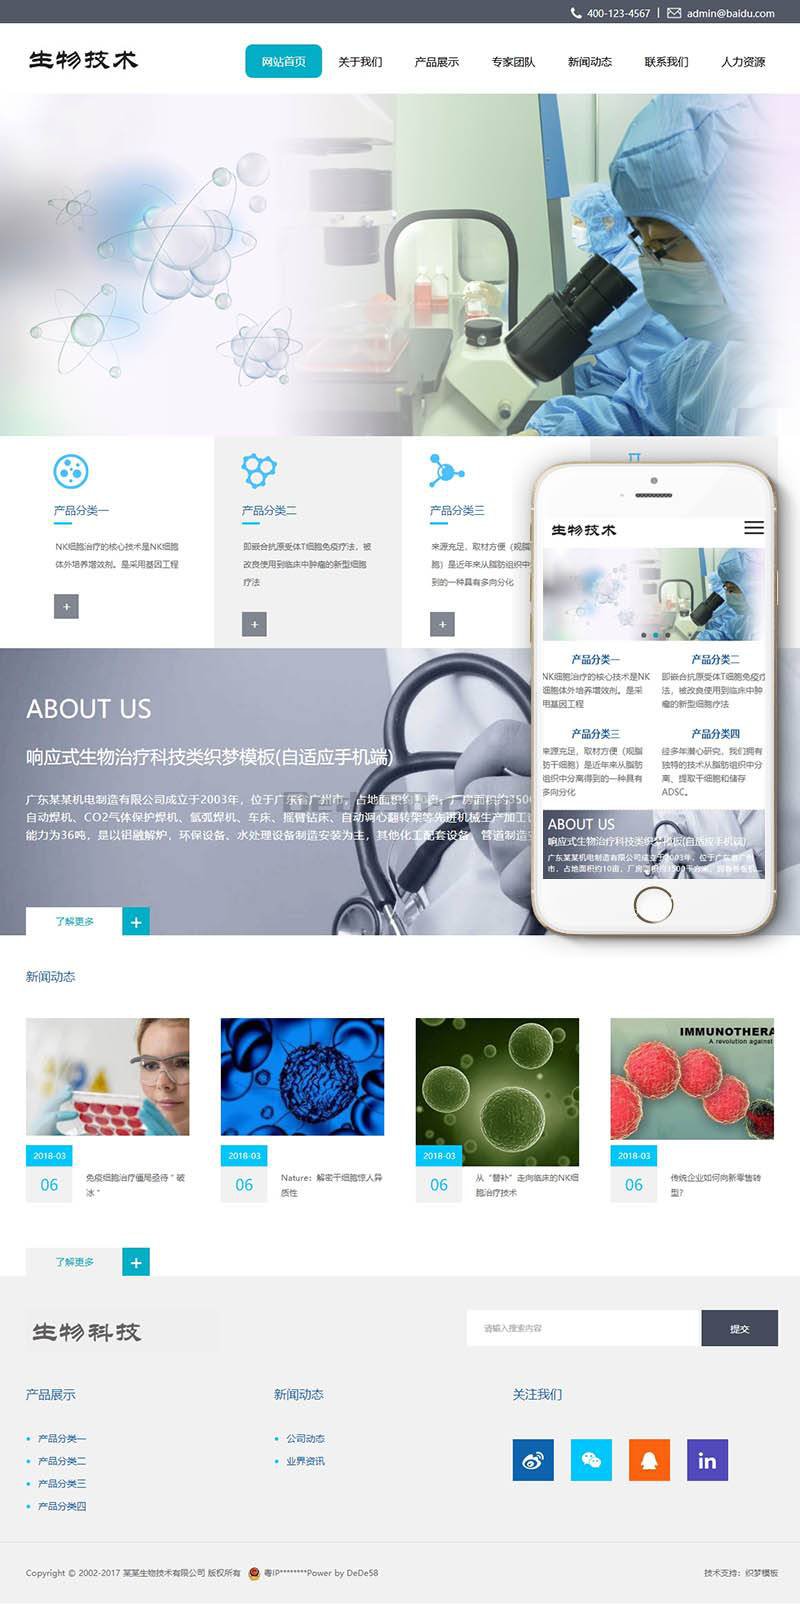 400-123-4567 | admin@baidu.com
生物技术
网站首页 关于我们 产品展示 专家团队 新闻动态 联系我们 人力资源
产品分类一
NK细胞治疗的核心技术是NK细胞
体外培养增效剂。是采用基因工程
+
产品分类二
即嵌合抗原受体T细胞免疫疗法，被
改良使用到临床中肿瘤的新型细胞
疗法
+
产品分类三
来源充足，取材方便（视脂
胞）是近年来从脂肪组织中
到的一种具有多向分化
+
ABOUT US
响应式生物治疗科技类织梦模板(自适应手机端)
广东某某机电制造有限公司成立于2003年，位于广东省广州市，占地面积约10亩，厂房面积约3500
自动焊机、CO2气体保护焊机、氩弧焊机、车床、摇臂钻床、自动调心翻转架等先进机械生产加工设
能力为36吨，是以铝融解炉，环保设备、水处理设备制造安装为主，其他化工配套设备、管道制造安
了解更多 +
生物技术
产品分类一
NK细胞治疗的核心技术是NK
细胞体外培养增效剂。是采
用基因工程
产品分类二
即嵌合抗原受体T细胞免疫疗
法，被改良使用到临床中肿
瘤的新型细胞疗法
产品分类三
来源充足，取材方便（视脂
肪干细胞）是近年来从脂肪
组织中分离得到的一种具有
多向分化
产品分类四
经多年潜心研究，我们拥有
独特的技术从脂肪组织中分
离、提取干细胞和储存
ADSC。
ABOUT US
响应式生物治疗科技类织梦模板(自适应手机端)
广东某某机电制造有限公司成立于2003年，位于广东省广州
市，占地面积约10亩，厂房面积约3500平方米，拥有各板机...
新闻动态
IMMUNOTHERA
A revolution against
2018-03
06
免疫细胞治疗僵局亟待＂破
冰＂
2018-03
06
Nature：解密干细胞惊人异
质性
2018-03
06
从“替补”走向临床的NK细
胞治疗技术
2018-03
06
传统企业如何向新零售转
型?
了解更多 +
生物科技
请输入搜索内容 提交
产品展示
产品分类一
产品分类二
产品分类三
产品分类四
新闻动态
公司动态
业界资讯
关注我们
in
Copyright © 2002-2017 某某生物技术有限公司 版权所有 粤IP********Power by DeDe58
技术支持：织梦模板